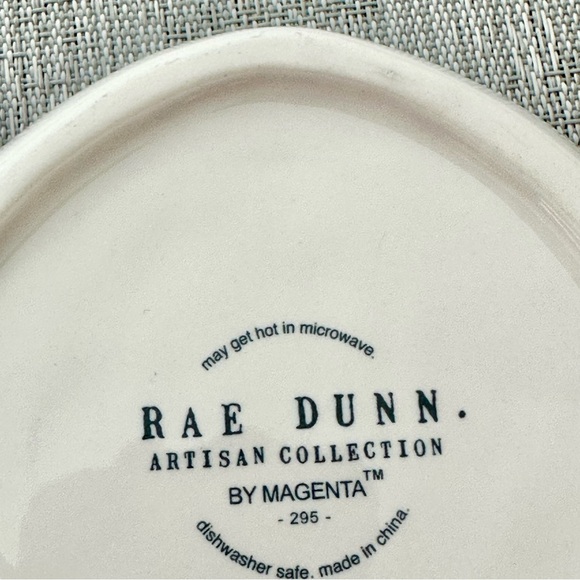 may get hot in microwave.
RAE DUNN.
ARTISAN COLLECTION
BY MAGENTA™
- 295 -
dishwasher safe. made in china.